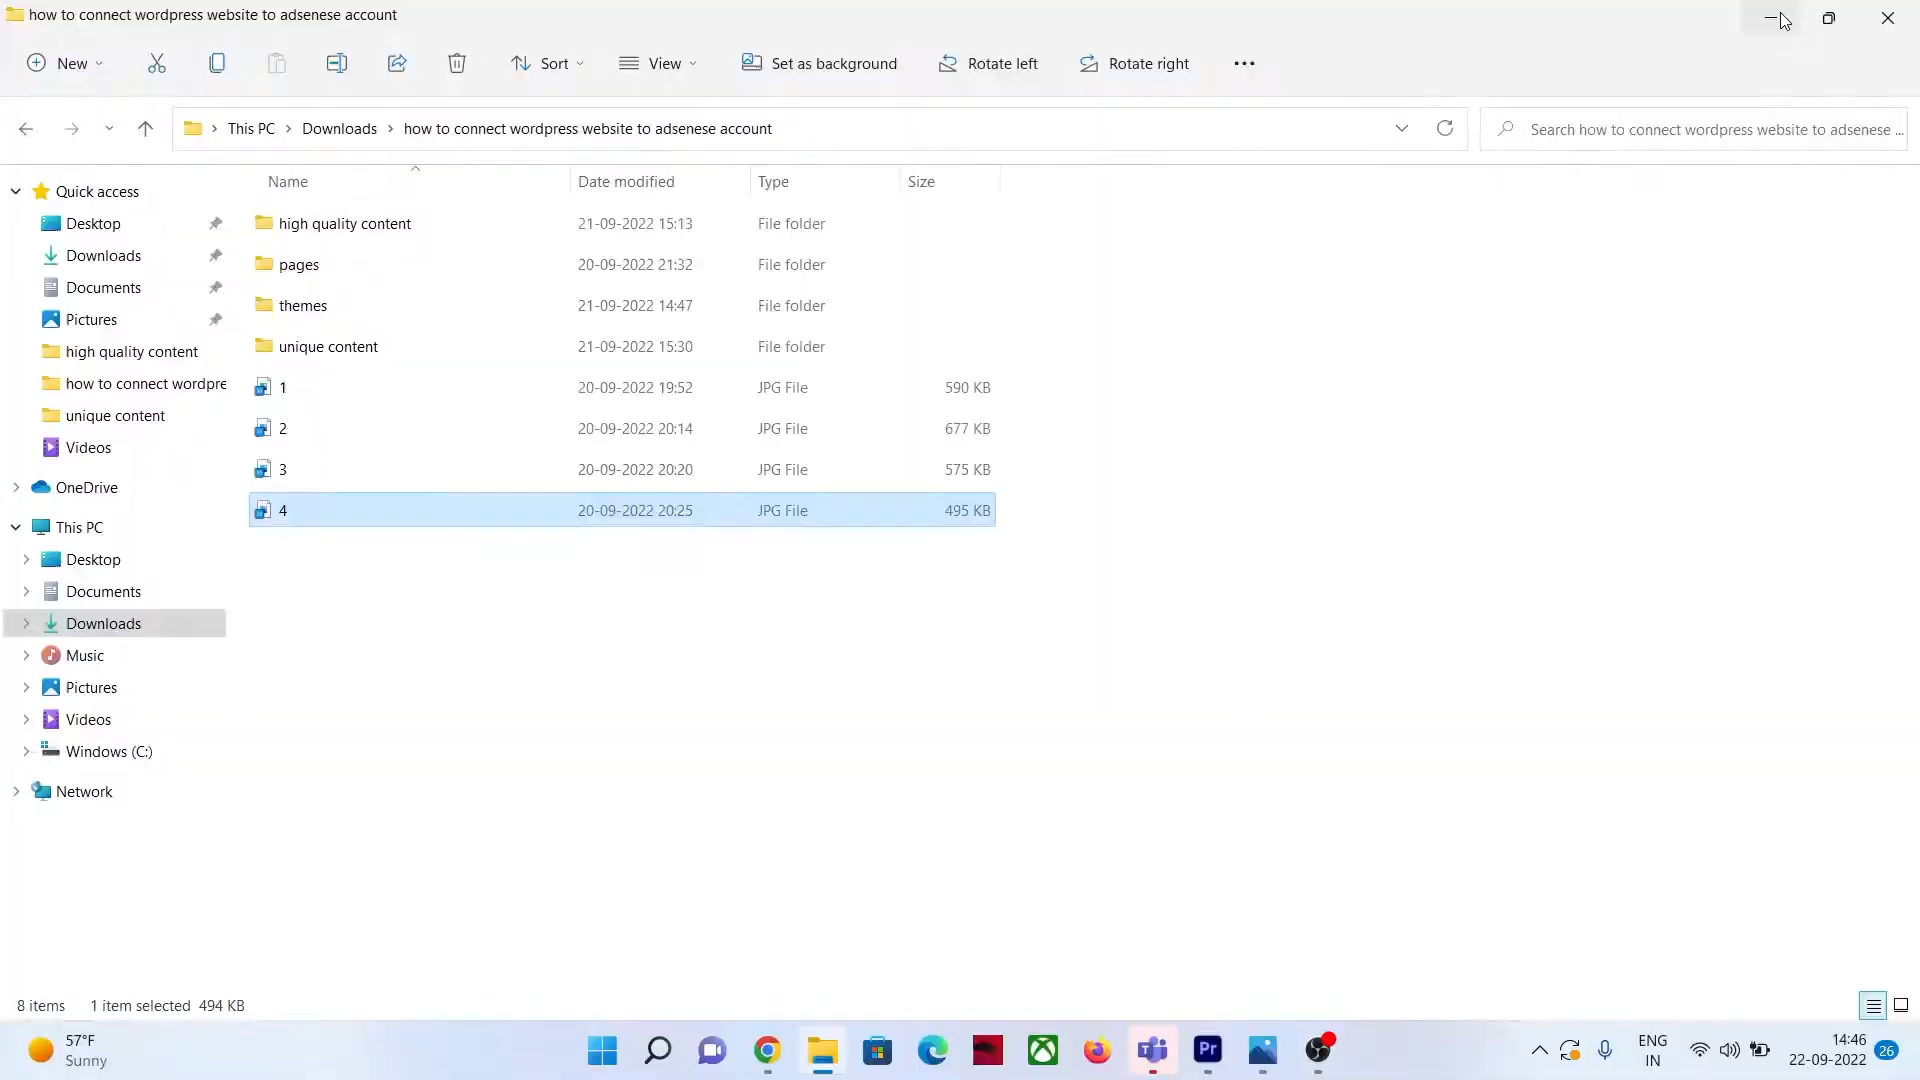 how to connect wordpress website to adsenese account
New
Sort
View
Set as background
Rotate left
Rotate right
This PC
Downloads
how to connect wordpress website to adsenese account
Search how to connect wordpress website to adsenese ...
Name
Date modified
Type
Size
Quick access
Desktop
Downloads
Documents
Pictures
high quality content
how to connect wordpre
unique content
Videos
OneDrive
This PC
Desktop
Documents
Downloads
Music
Pictures
Videos
Windows (C:)
Network
high quality content 21-09-2022 15:13 File folder
pages 20-09-2022 21:32 File folder
themes 21-09-2022 14:47 File folder
unique content 21-09-2022 15:30 File folder
1 20-09-2022 19:52 JPG File 590 KB
2 20-09-2022 20:14 JPG File 677 KB
3 20-09-2022 20:20 JPG File 575 KB
4 20-09-2022 20:25 JPG File 495 KB
8 items 1 item selected 494 KB
57°F
Sunny
Pr
ENG
IN
14:46
22-09-2022
26